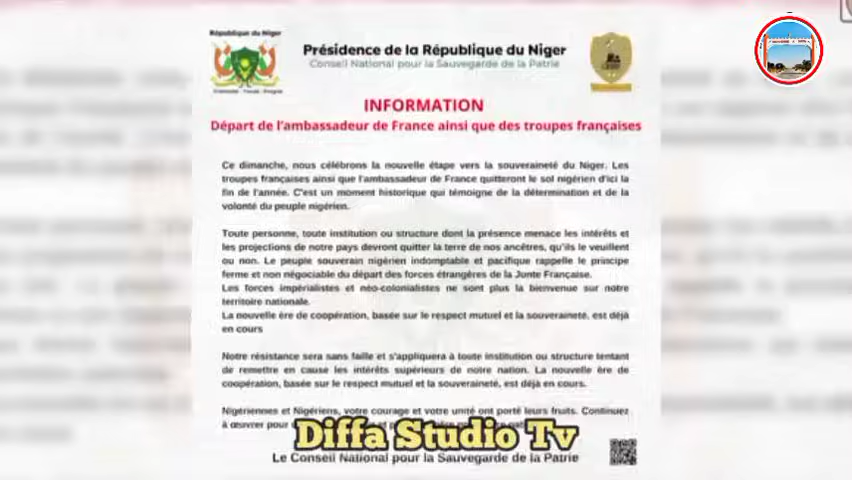 République du Niger
Présidence de la République du Niger
Conseil National pour la Sauvegarde de la Patrie
INFORMATION
Départ de l'ambassadeur de France ainsi que des troupes françaises
Ce dimanche, nous célébrons la nouvelle étape vers la souveraineté du Niger. Les
troupes françaises ainsi que l'ambassadeur de France quitteront le sol nigérien d'ici la
fin de l'année. C'est un moment historique qui témoigne de la détermination et de la
volonté du peuple nigérien.
Toute personne, toute institution ou structure dont la présence menace les intérêts et
les projections de notre pays devront quitter la terre de nos ancêtres, qu'ils le veuillent
ou non. Le peuple souverain nigérien indomptable et pacifique rappelle le principe
ferme et non négociable du départ des forces étrangères de la Junte Française.
Les forces impérialistes et néo-colonialistes ne sont plus la bienvenue sur notre
territoire nationale.
La nouvelle ère de coopération, basée sur le respect mutuel et la souveraineté, est déjà
en cours
Notre résistance sera sans faille et s'appliquera à toute institution ou structure tentant
de remettre en cause les intérêts supérieurs de notre nation. La nouvelle ère de
coopération, basée sur le respect mutuel et la souveraineté, est déjà en cours.
Nigériennes et Nigériens, votre courage et votre unité ont porté leurs fruits. Continuez
à œuvrer pour
Diffa Studio Tv
Le Conseil National pour la Sauvegarde de la Patrie